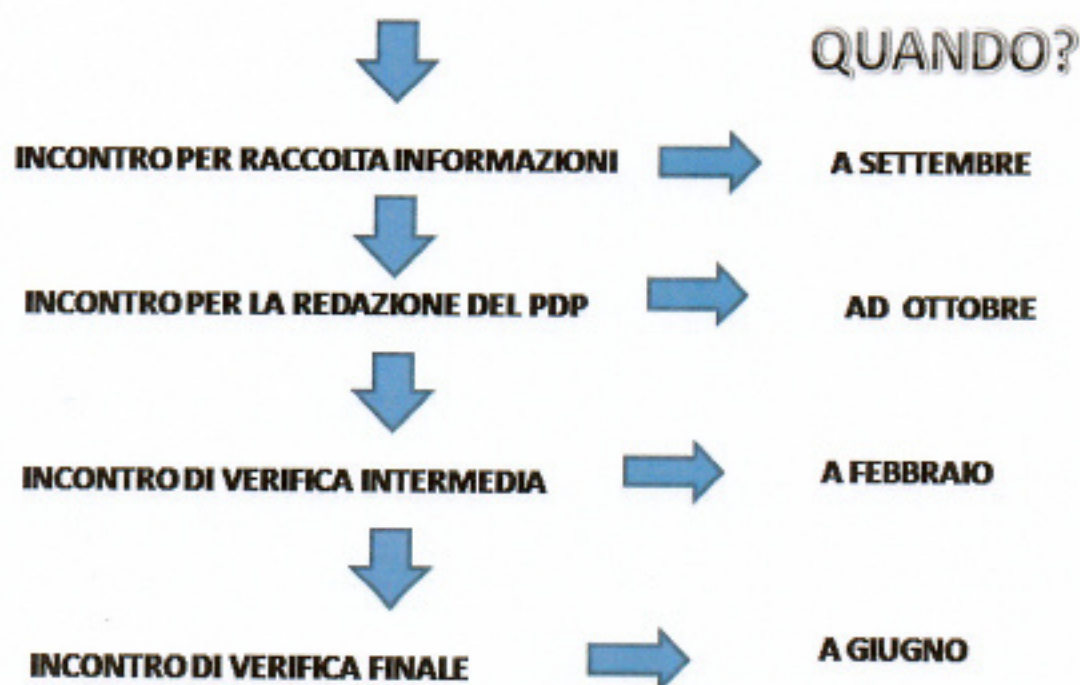 QUANDO?
INCONTRO PER RACCOLTA INFORMAZIONI
A SETTEMBRE
INCONTRO PER LA REDAZIONE DEL PDP
AD OTTOBRE
INCONTRO DI VERIFICA INTERMEDIA
A FEBBRAIO
INCONTRO DI VERIFICA FINALE
A GIUGNO